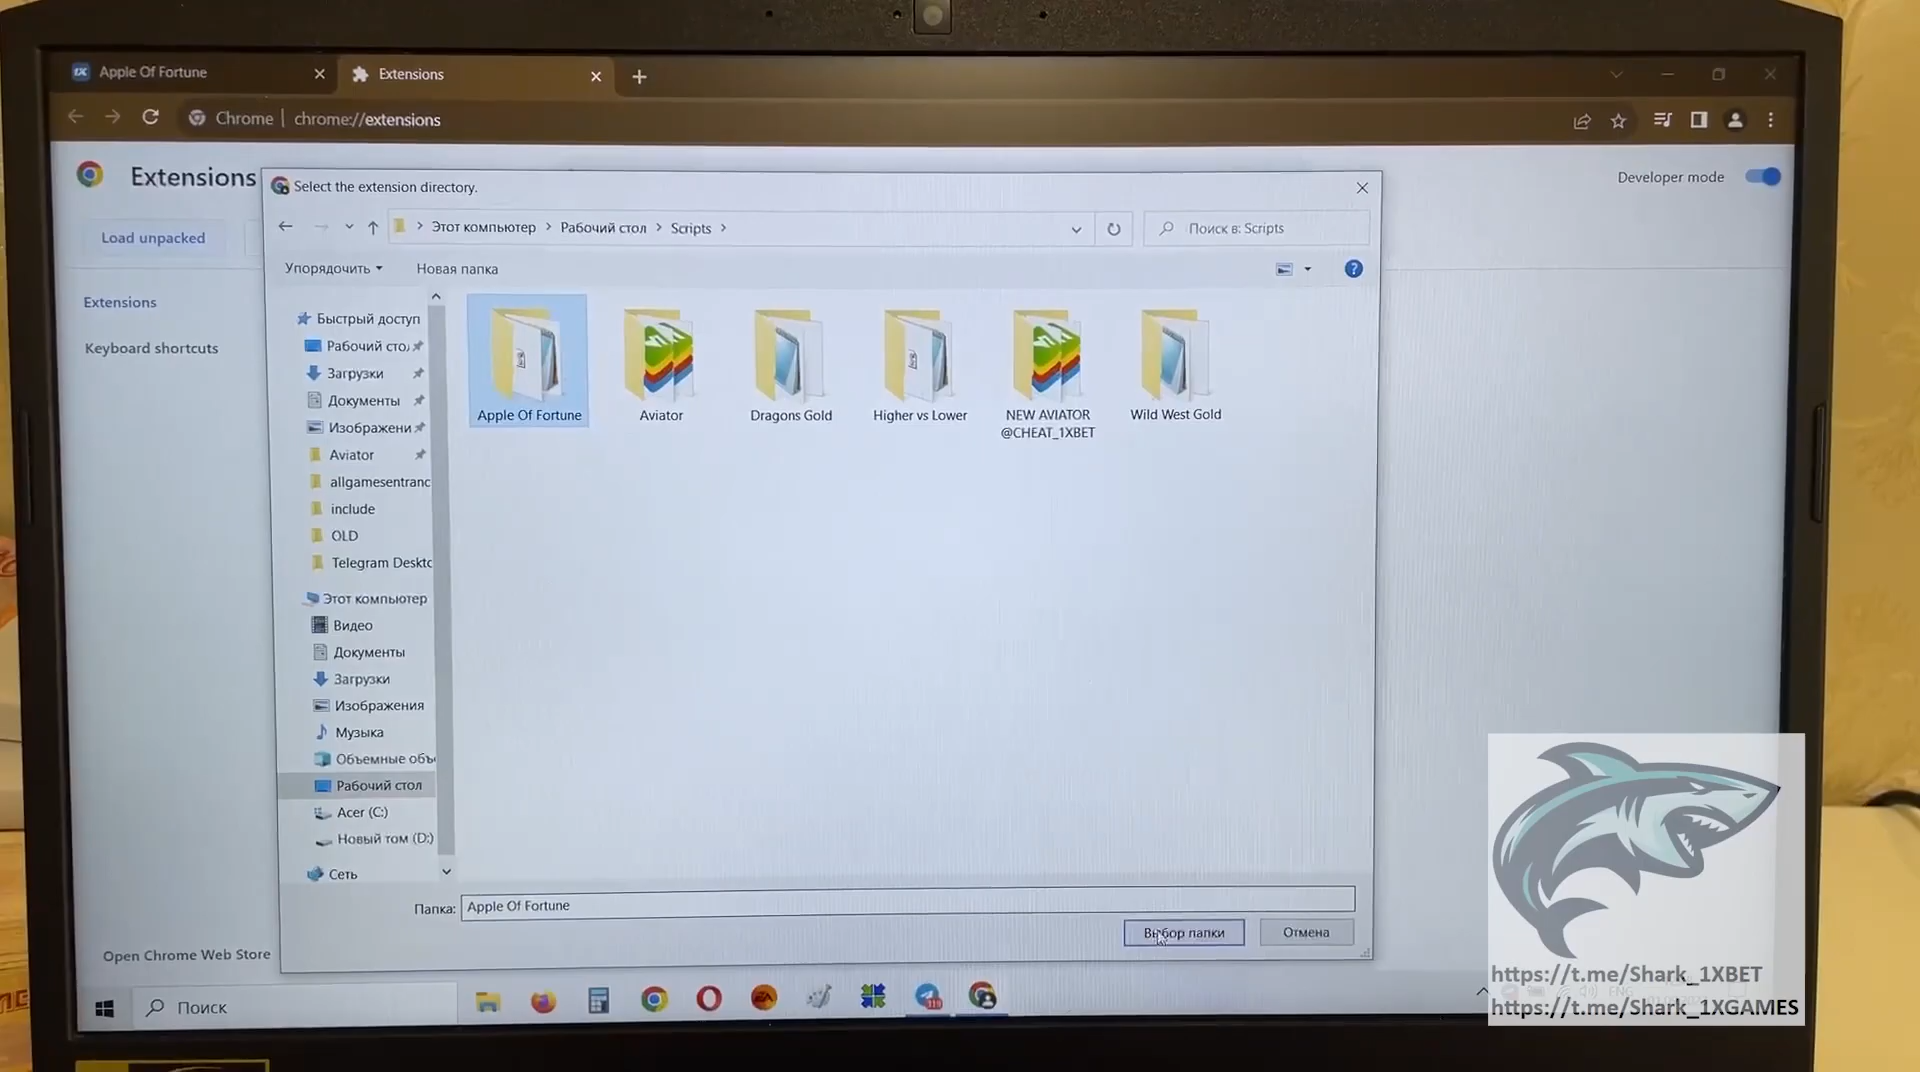 Apple Of Fortune
Extensions
Chrome | chrome://extensions
Extensions
Developer mode
Load unpacked
Extensions
Keyboard shortcuts
Open Chrome Web Store
Select the extension directory.
Этот компьютер > Рабочий стол > Scripts >
Поиск в: Scripts
Упорядочить
Новая папка
Быстрый доступ
Рабочий сто
Загрузки
Документы
Изображени
Aviator
allgamesentranc
include
OLD
Telegram Deskto
Этот компьютер
Видео
Документы
Загрузки
Изображения
Музыка
Объемные объ
Рабочий стол
Acer (C:)
Новый том (D:)
Сеть
Apple Of Fortune
Aviator
Dragons Gold
Higher vs Lower
NEW AVIATOR
@CHEAT_1XBET
Wild West Gold
Папка:
Apple Of Fortune
Выбор папки
Отмена
Поиск
119
ENG
https://t.me/Shark_1XBET
https://t.me/Shark_1XGAMES